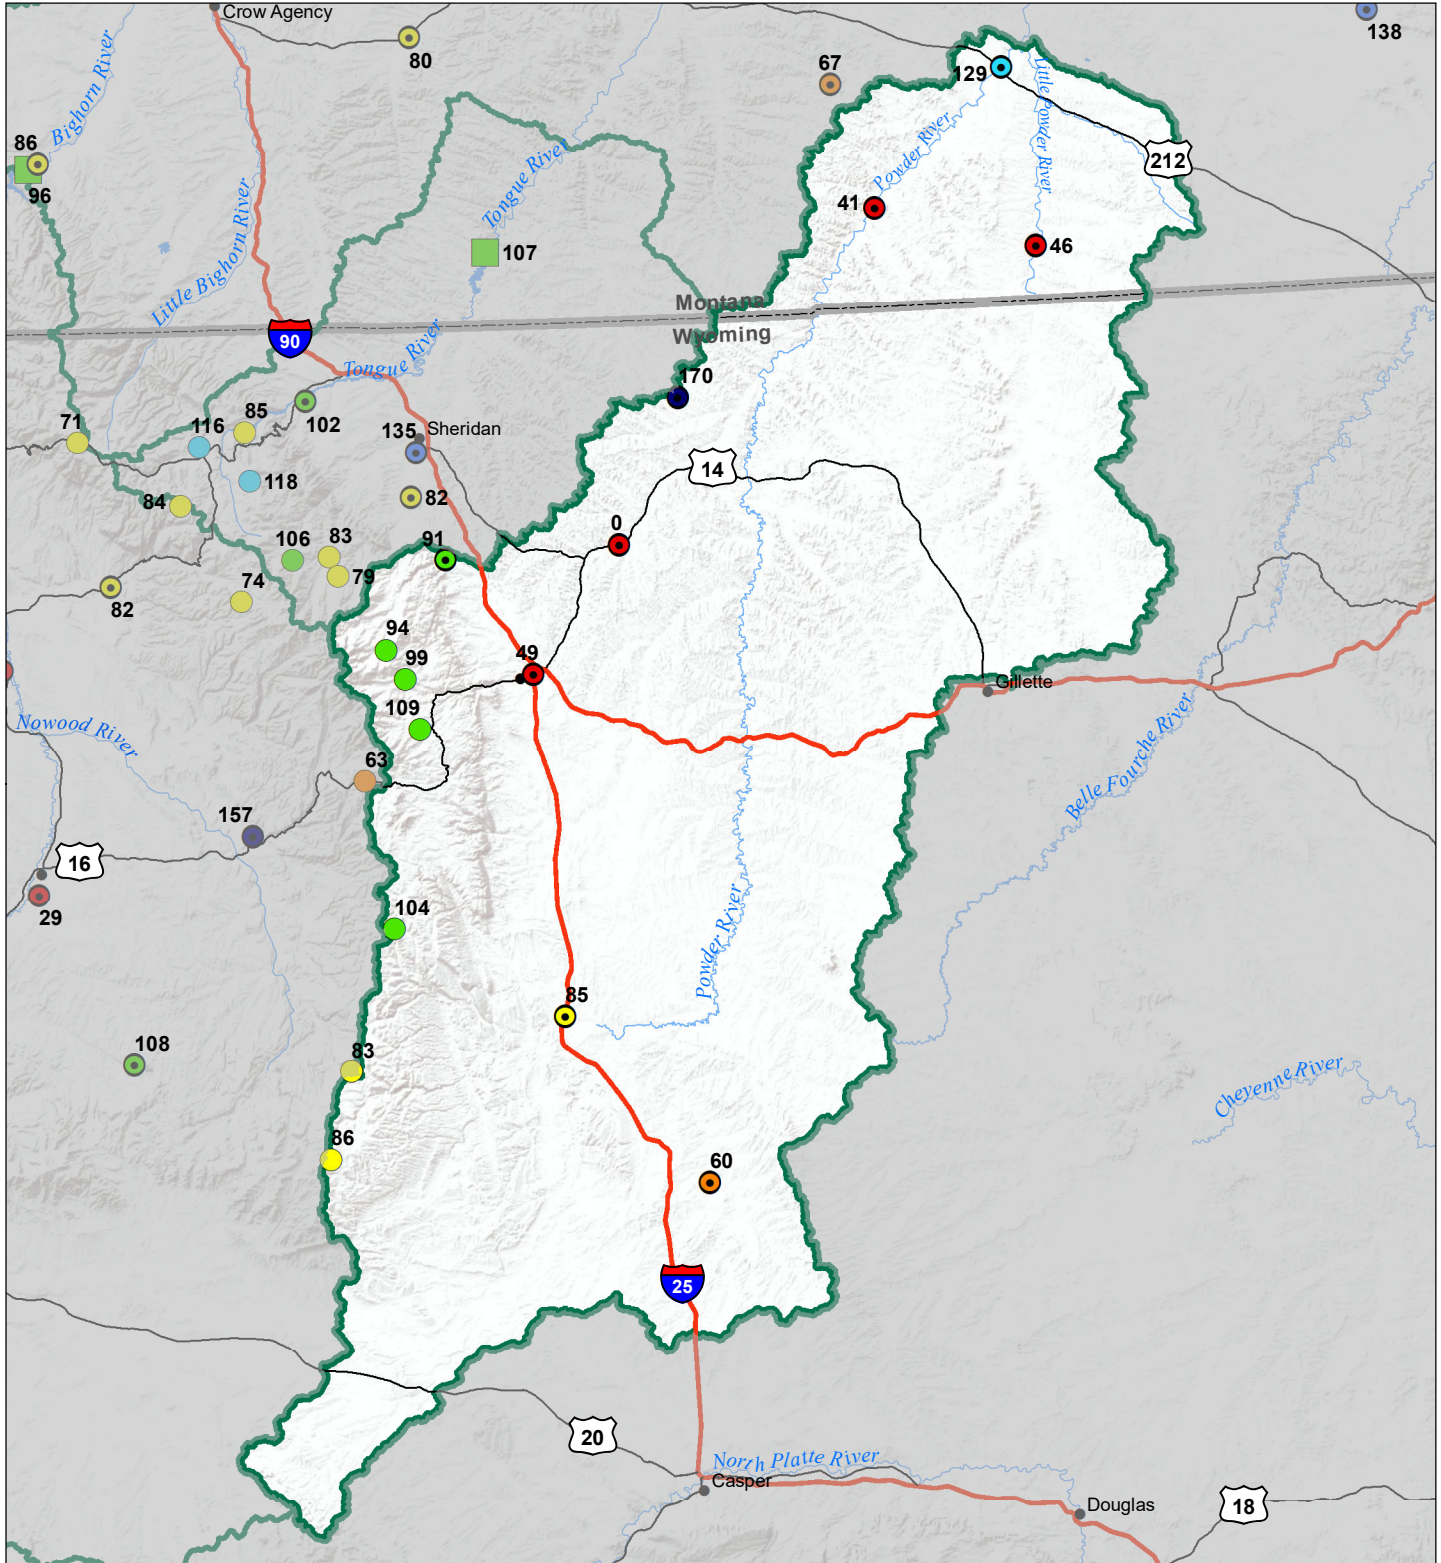 Crow Agency
138
80
67
129
Bighorn River
Little Powder River
86
96
212
Powder River
Tongue River
41
46
107
Little Bighorn River
Montana
Wyoming
90
Tongue River
170
102
71
116
85
135
Sheridan
14
118
82
84
0
106
83
91
79
82
74
94
49
99
Gillette
109
Nowood River
63
Belle Fourche River
157
16
29
104
Powder River
85
108
83
Cheyenne River
86
60
25
20
North Platte River
Casper
Douglas
18